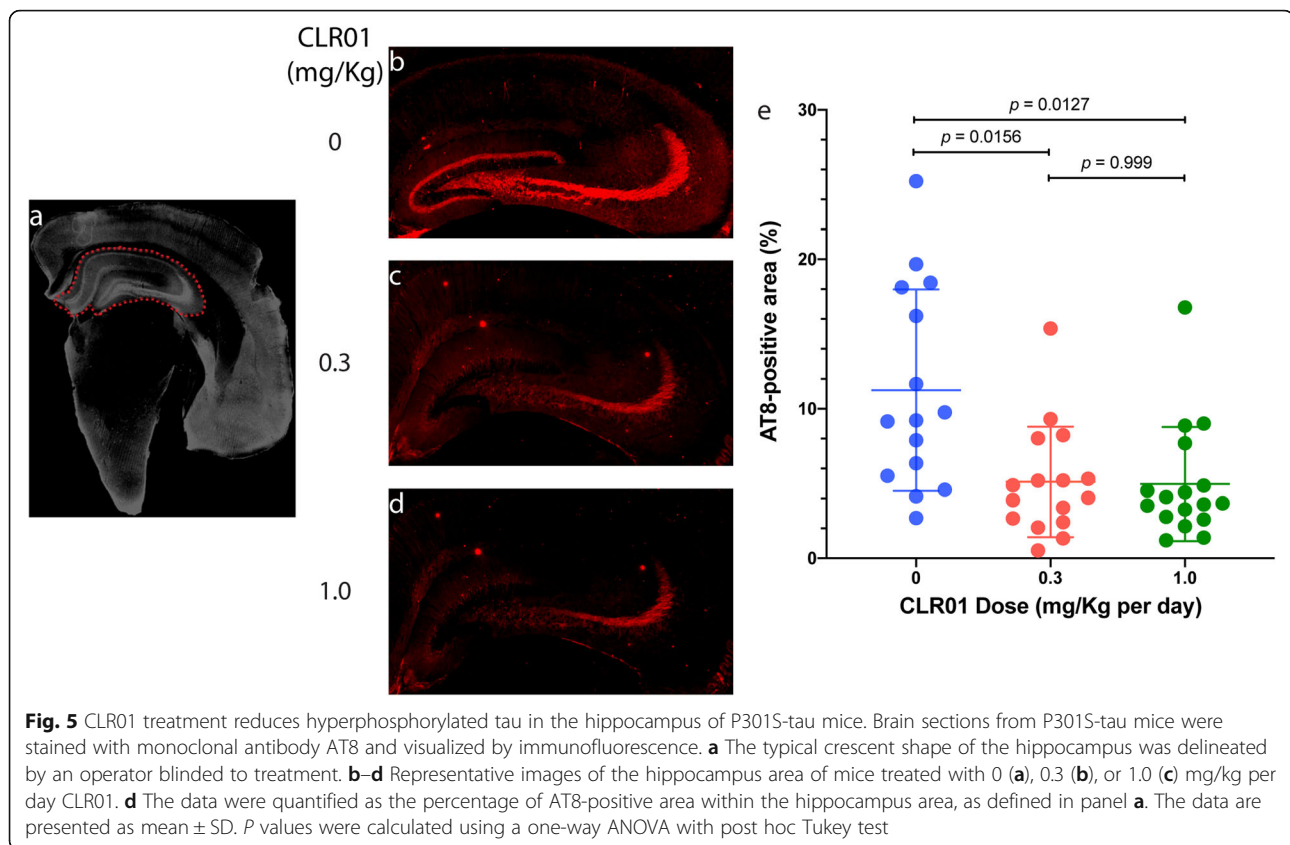 CLR01
(mg/Kg)
b
0
a
c
0.3
d
1.0
e
30
20
10
0
AT8-positive area (%)
p = 0.0127
p = 0.0156
p = 0.999
0 0.3 1.0
CLR01 Dose (mg/Kg per day)
Fig. 5 CLR01 treatment reduces hyperphosphorylated tau in the hippocampus of P301S-tau mice. Brain sections from P301S-tau mice were
stained with monoclonal antibody AT8 and visualized by immunofluorescence. a The typical crescent shape of the hippocampus was delineated
by an operator blinded to treatment. b–d Representative images of the hippocampus area of mice treated with 0 (a), 0.3 (b), or 1.0 (c) mg/kg per
day CLR01. d The data were quantified as the percentage of AT8-positive area within the hippocampus area, as defined in panel a. The data are
presented as mean ± SD. P values were calculated using a one-way ANOVA with post hoc Tukey test